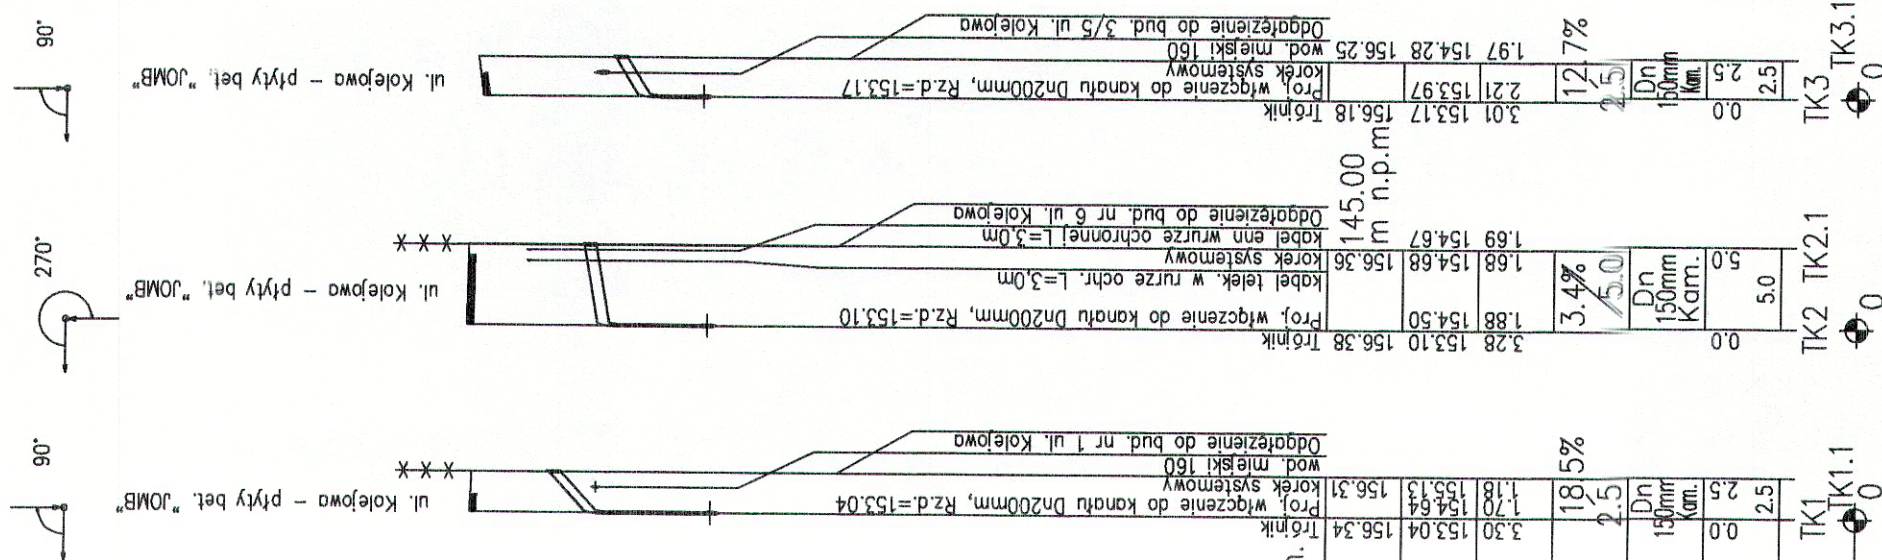 90°
ul. Kolejowa – płyty bet. "JOMB"
Odgałęzienie do bud. 3/5 ul. Kolejowa
wod. miejski 160
korek systemowy
Proj. włączenie do kanału Dn200mm, Rz.d.=153.17
Trójnik
156.25
156.18
154.28
153.97
153.17
1.97
2.21
3.01
12.7%
2.5
Dn
150mm
Kam.
2.5
0.0
2.5
TK3
TK3.1
0
270°
ul. Kolejowa – płyty bet. "JOMB"
Odgałęzienie do bud. nr 6 ul. Kolejowa
kabel enn wrurze ochronnej L=3,0m
korek systemowy
kabel telek. w rurze ochr. L=3,0m
Proj. włączenie do kanału Dn200mm, Rz.d.=153.10
Trójnik
145.00
m n.p.m
156.36
156.38
154.67
154.68
154.50
153.10
1.69
1.68
1.88
3.28
3.4%
5.0
Dn
150mm
Kam.
5.0
0.0
5.0
TK2
TK2.1
0
90°
ul. Kolejowa – płyty bet. "JOMB"
Odgałęzienie do bud. nr 1 ul. Kolejowa
wod. miejski 160
korek systemowy
Proj. włączenie do kanału Dn200mm, Rz.d.=153.04
Trójnik
156.31
156.34
155.13
154.64
153.04
1.18
1.70
3.30
18.5%
2.5
Dn
150mm
Kam.
2.5
0.0
2.5
TK1
TK1.1
0